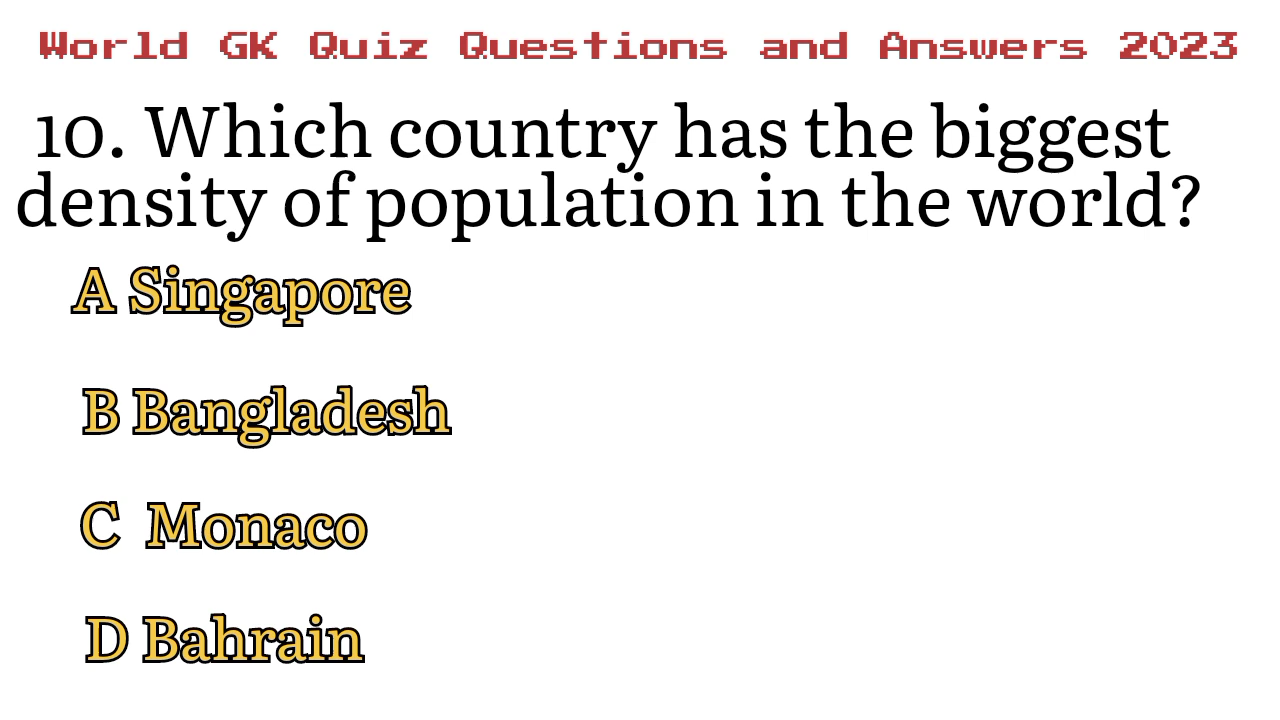 World GK Quiz Questions and Answers 2023
10. Which country has the biggest
density of population in the world?
A Singapore
B Bangladesh
C Monaco
D Bahrain